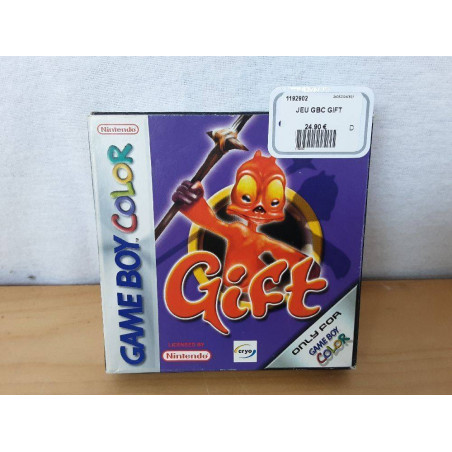 1192902
JEU GBC GIFT
24.90 €
D
Nintendo
GAME BOY COLOR
Gift
LICENSED BY
Nintendo
cryo
ONLY FOR
GAME BOY
COLOR